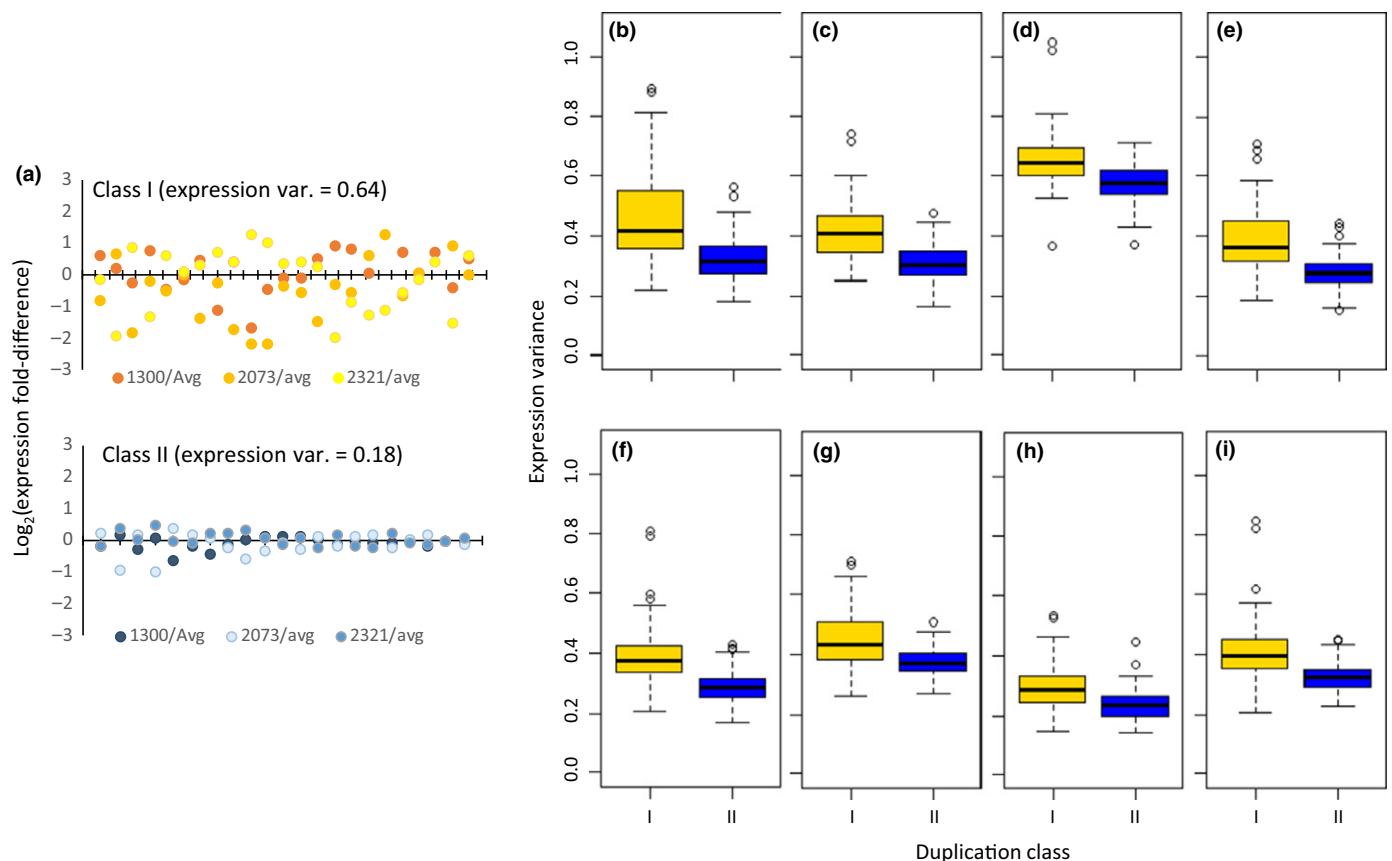 (a)
Log2(expression fold-difference)
Class I (expression var. = 0.64)
3
2
1
0
−1
−2
−3
1300/Avg 2073/avg 2321/avg
Class II (expression var. = 0.18)
3
2
1
0
−1
−2
−3
1300/Avg 2073/avg 2321/avg
Expression variance
(b) (c) (d) (e)
1.0
0.8
0.6
0.4
0.2
0.0
(f) (g) (h) (i)
1.0
0.8
0.6
0.4
0.2
0.0
I II I II I II I II
Duplication class